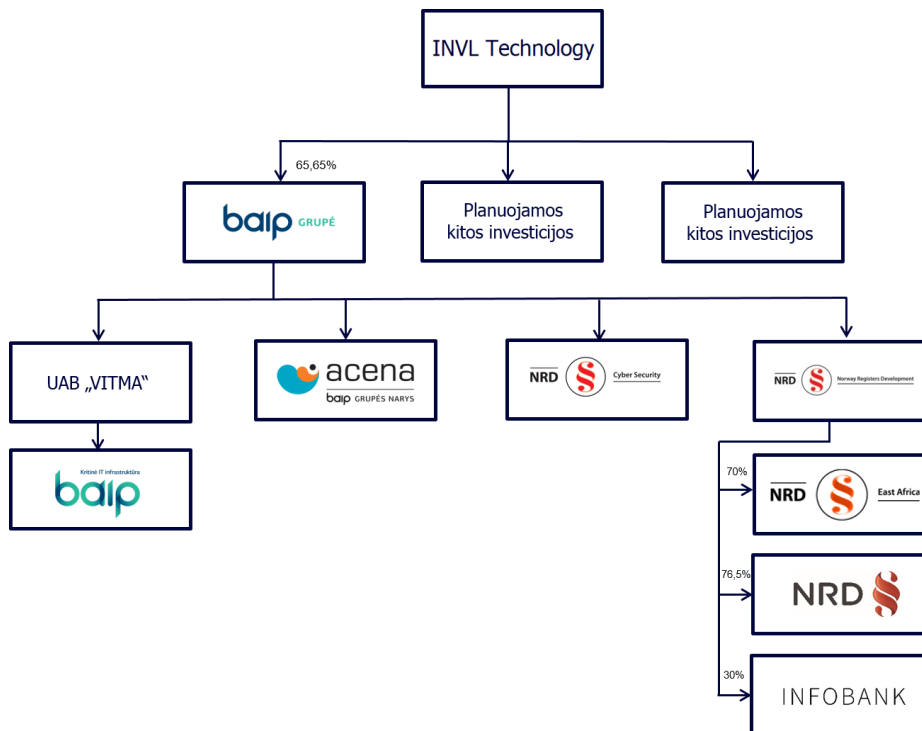 INVL Technology
65,65%
baip GRUPĖ
Planuojamos
kitos investicijos
Planuojamos
kitos investicijos
UAB „VITMA“
acena
baip GRUPĖS NARYS
NRD § Cyber Security
NRD § Norway Registers Development
Kritinė IT infrastruktūra
baip
70%
NRD § East Africa
76,5%
NRD §
30%
INFOBANK